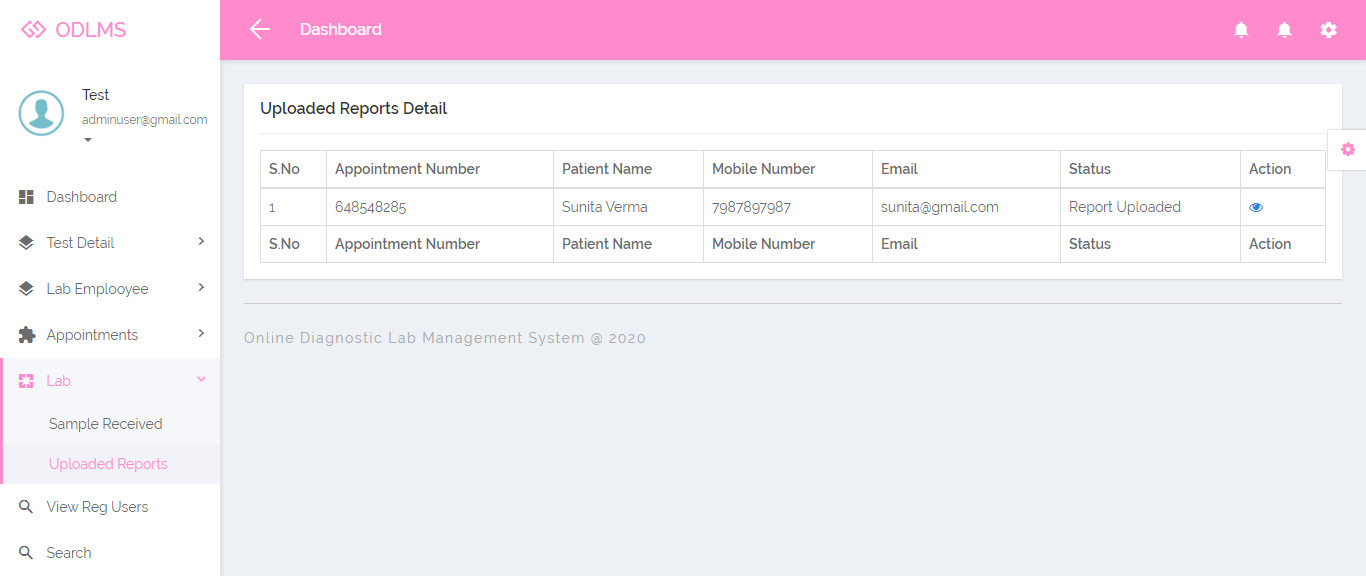 ODLMS
Dashboard
Test
adminuser@gmail.com
Dashboard
Test Detail
Lab Emplooyee
Appointments
Lab
Sample Received
Uploaded Reports
View Reg Users
Search
Uploaded Reports Detail
S.No Appointment Number Patient Name Mobile Number Email Status Action
1 648548285 Sunita Verma 7987897987 sunita@gmail.com Report Uploaded
S.No Appointment Number Patient Name Mobile Number Email Status Action
Online Diagnostic Lab Management System @ 2020